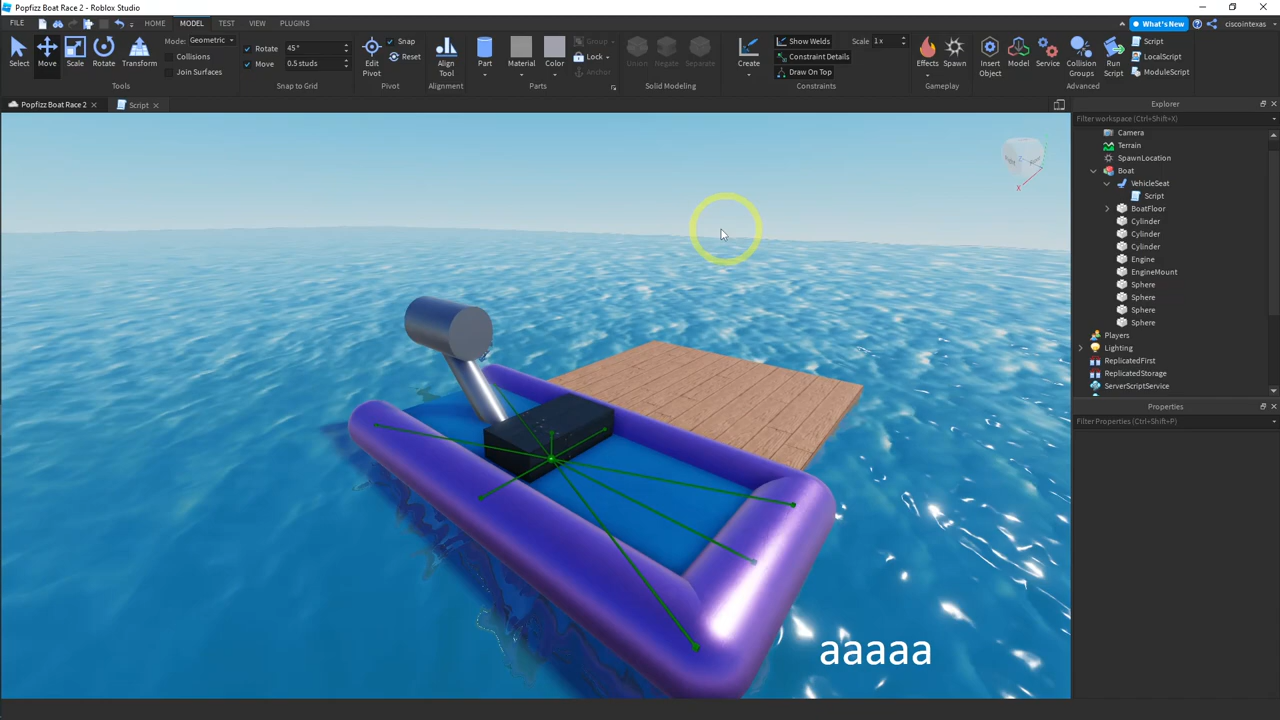 Popfizz Boat Race 2 - Roblox Studio
FILE HOME MODEL TEST VIEW PLUGINS What's New ciscointexas
Select Move Scale Rotate Transform
Mode: Geometric
Collisions
Join Surfaces
Tools
Rotate 45°
Move 0.5 studs
Snap to Grid
Edit Pivot
Snap
Reset
Pivot
Align Tool
Alignment
Part Material Color
Group
Lock
Anchor
Parts
Union Negate Separate
Solid Modeling
Create
Show Welds Scale 1 x
Constraint Details
Draw On Top
Constraints
Effects Spawn
Gameplay
Insert Object Model Service Collision Groups Run Script
Script
LocalScript
ModuleScript
Advanced
Popfizz Boat Race 2 Script
Explorer
Filter workspace (Ctrl+Shift+X)
Camera
Terrain
SpawnLocation
Boat
VehicleSeat
Script
BoatFloor
Cylinder
Cylinder
Cylinder
Engine
EngineMount
Sphere
Sphere
Sphere
Sphere
Players
Lighting
ReplicatedFirst
ReplicatedStorage
ServerScriptService
Properties
Filter Properties (Ctrl+Shift+P)
X
aaaaa